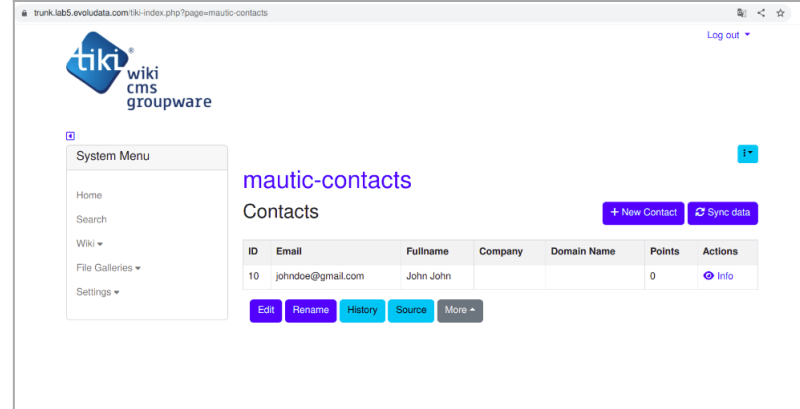 trunk.lab5.evoludata.com/tiki-index.php?page=mautic-contacts
Log out
tiki®
wiki
cms
groupware
System Menu
Home
Search
Wiki
File Galleries
Settings
mautic-contacts
Contacts
+ New Contact Sync data
ID Email Fullname Company Domain Name Points Actions
10 johndoe@gmail.com John John 0 Info
Edit Rename History Source More